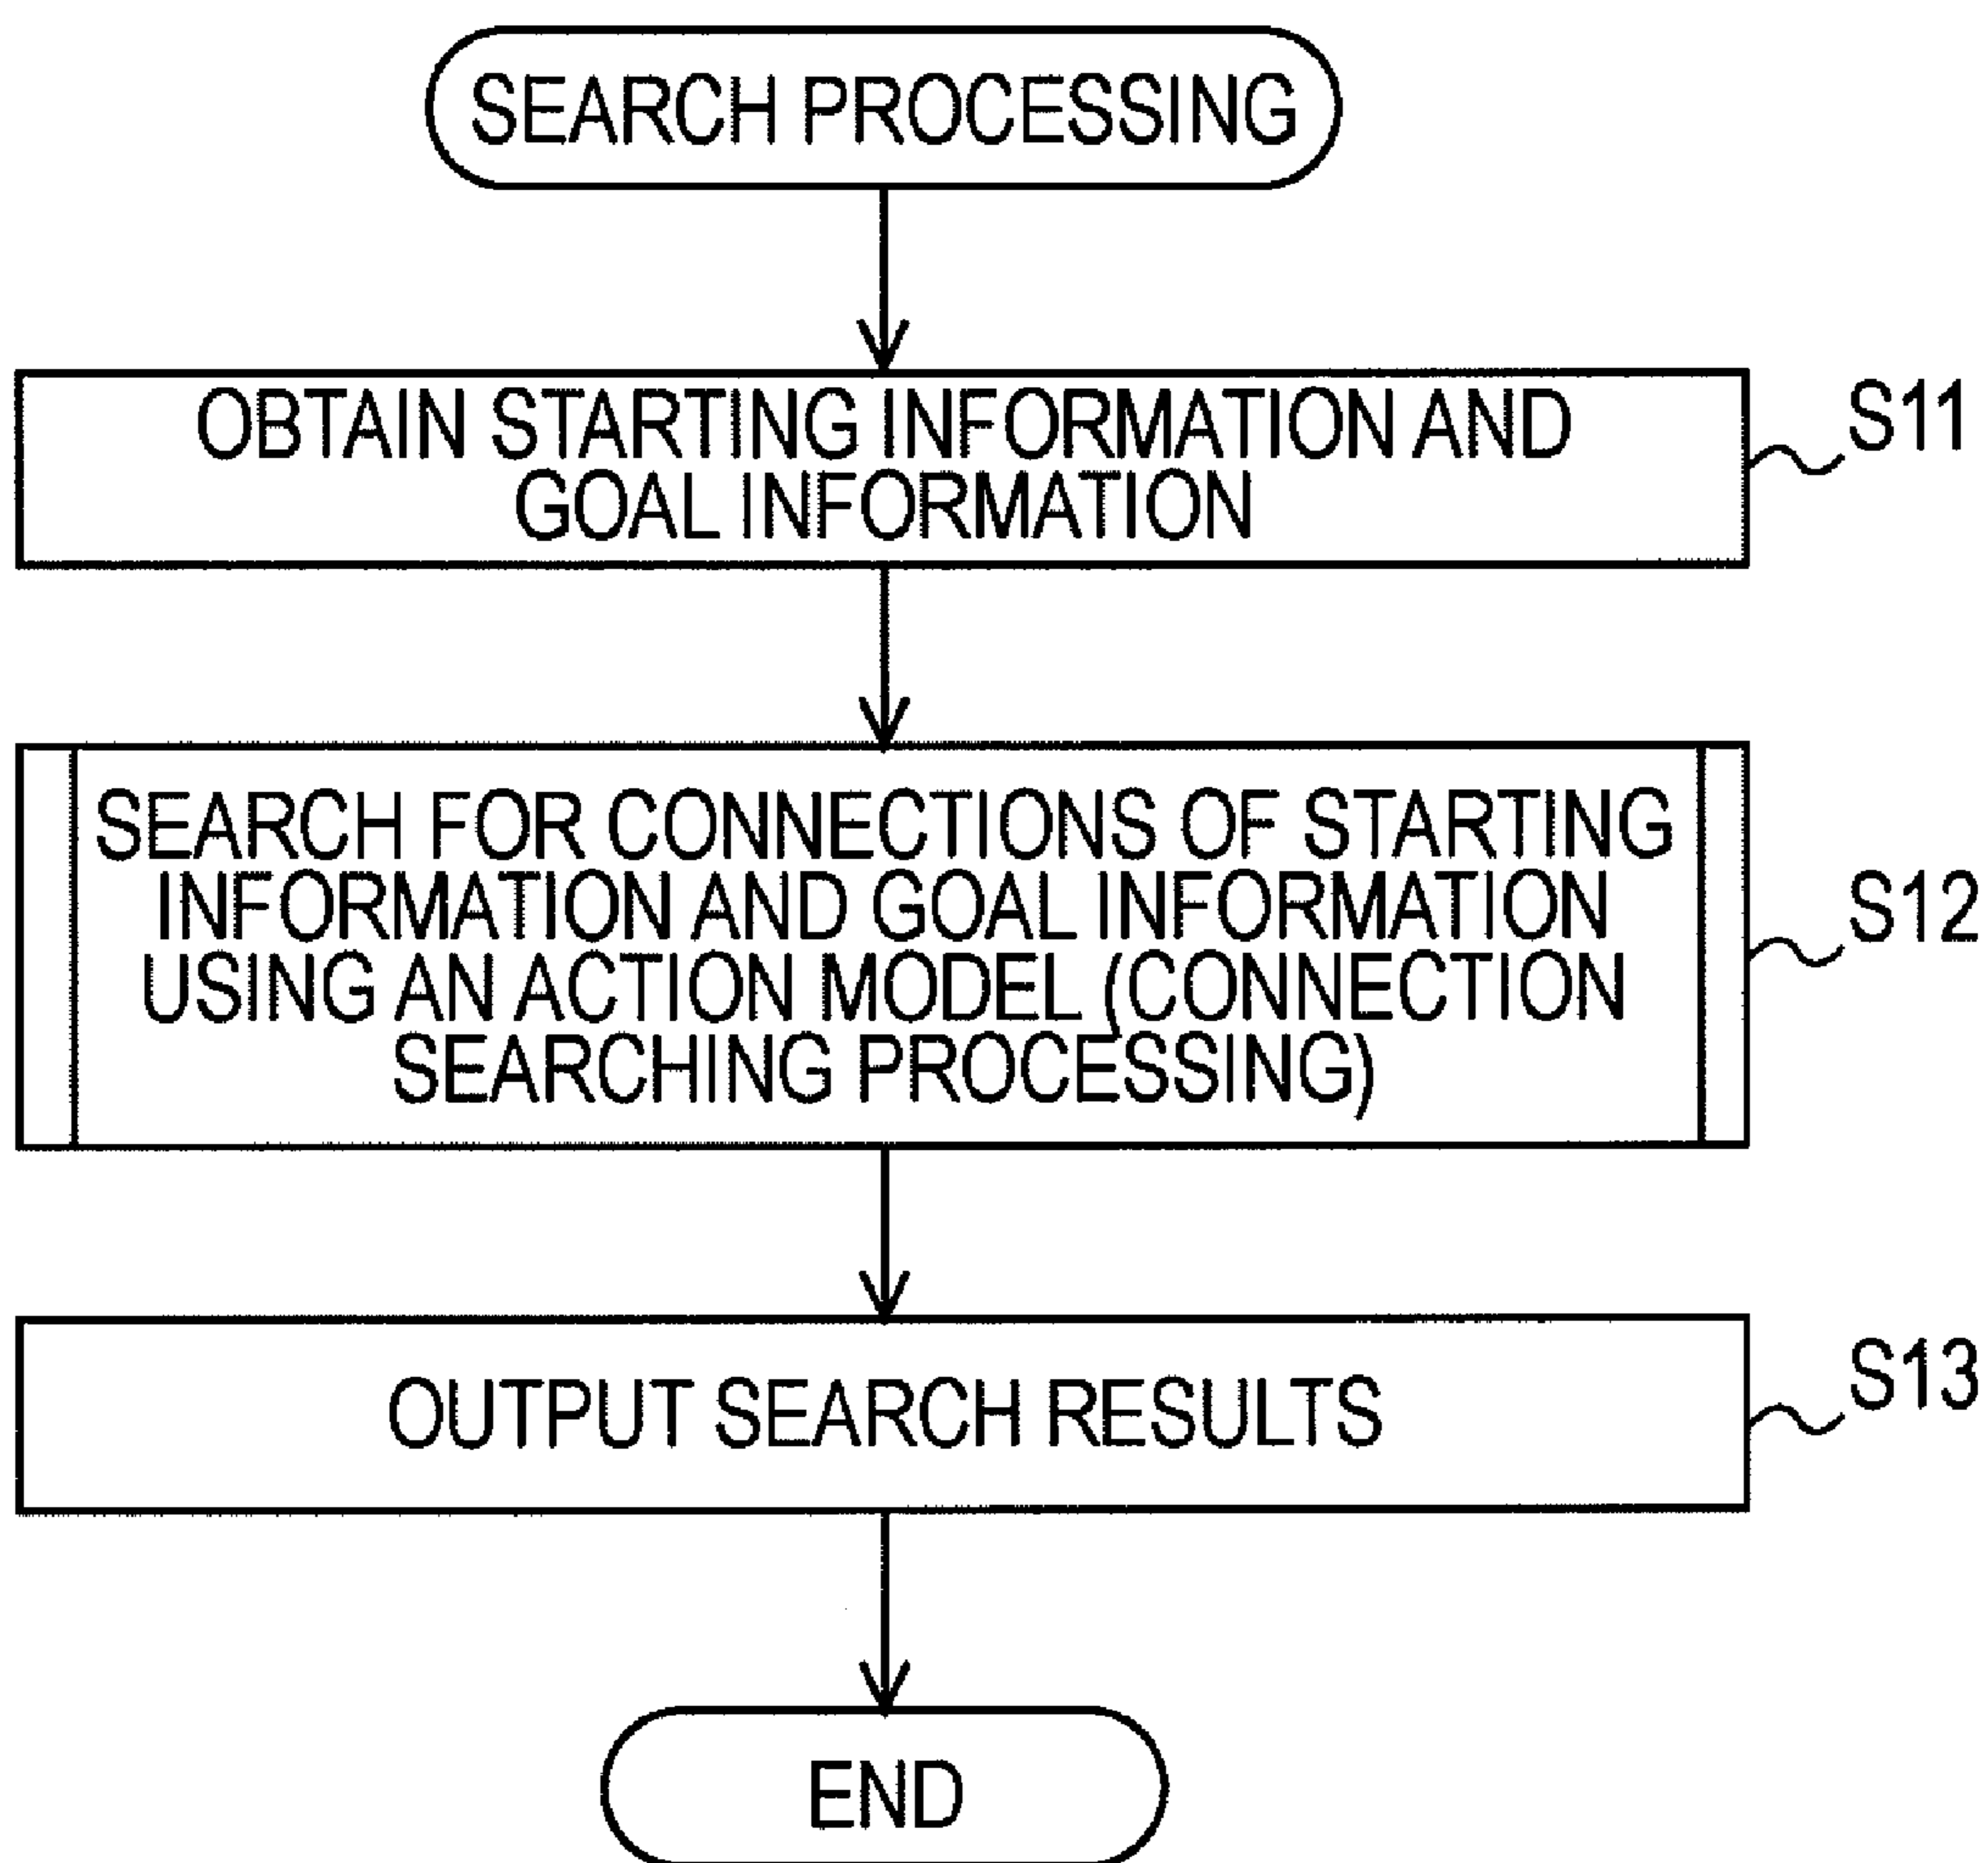 SEARCH PROCESSING
OBTAIN STARTING INFORMATION AND
GOAL INFORMATION
S11
SEARCH FOR CONNECTIONS OF STARTING
INFORMATION AND GOAL INFORMATION
USING AN ACTION MODEL (CONNECTION
SEARCHING PROCESSING)
S12
OUTPUT SEARCH RESULTS
S13
END